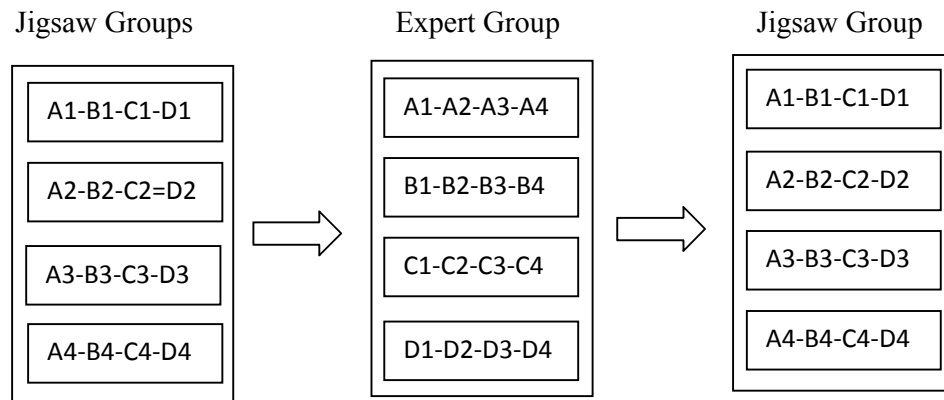 Jigsaw Groups
A1-B1-C1-D1
A2-B2-C2=D2
A3-B3-C3-D3
A4-B4-C4-D4
Expert Group
A1-A2-A3-A4
B1-B2-B3-B4
C1-C2-C3-C4
D1-D2-D3-D4
Jigsaw Group
A1-B1-C1-D1
A2-B2-C2-D2
A3-B3-C3-D3
A4-B4-C4-D4